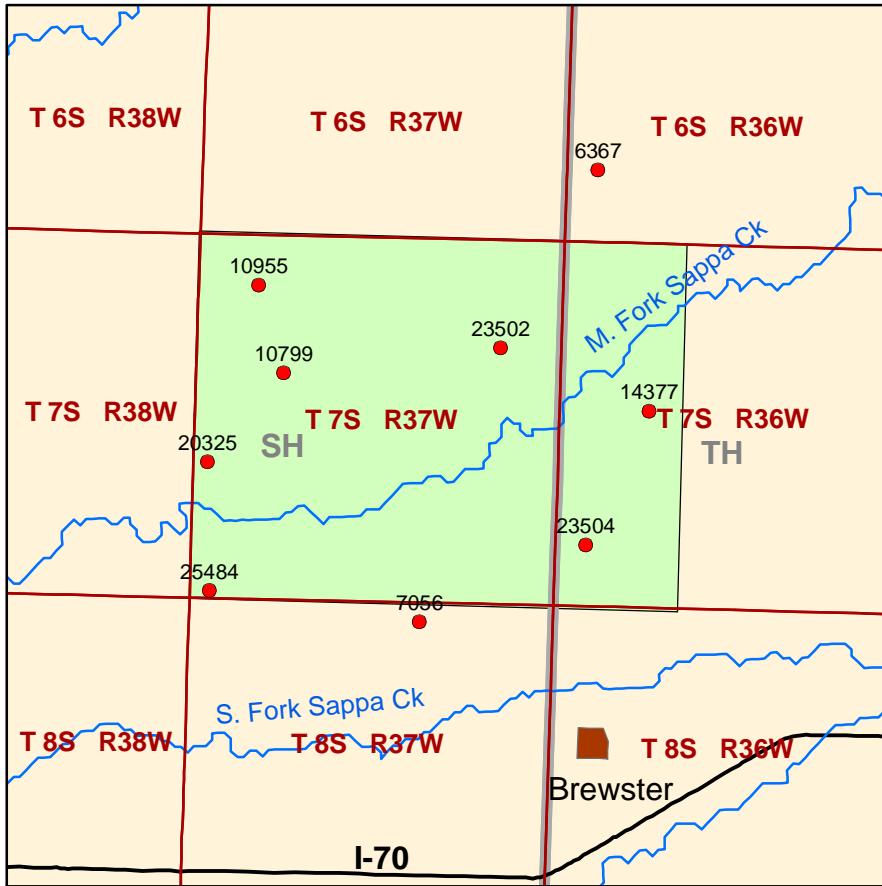 T 6S R38W
T 6S R37W
T 6S R36W
6367
M. Fork Sappa Ck
10955
23502
10799
14377
T 7S R38W
T 7S R37W
T 7S R36W
20325
SH
TH
23504
25484
7056
S. Fork Sappa Ck
T 8S R38W
T 8S R37W
T 8S R36W
Brewster
I-70